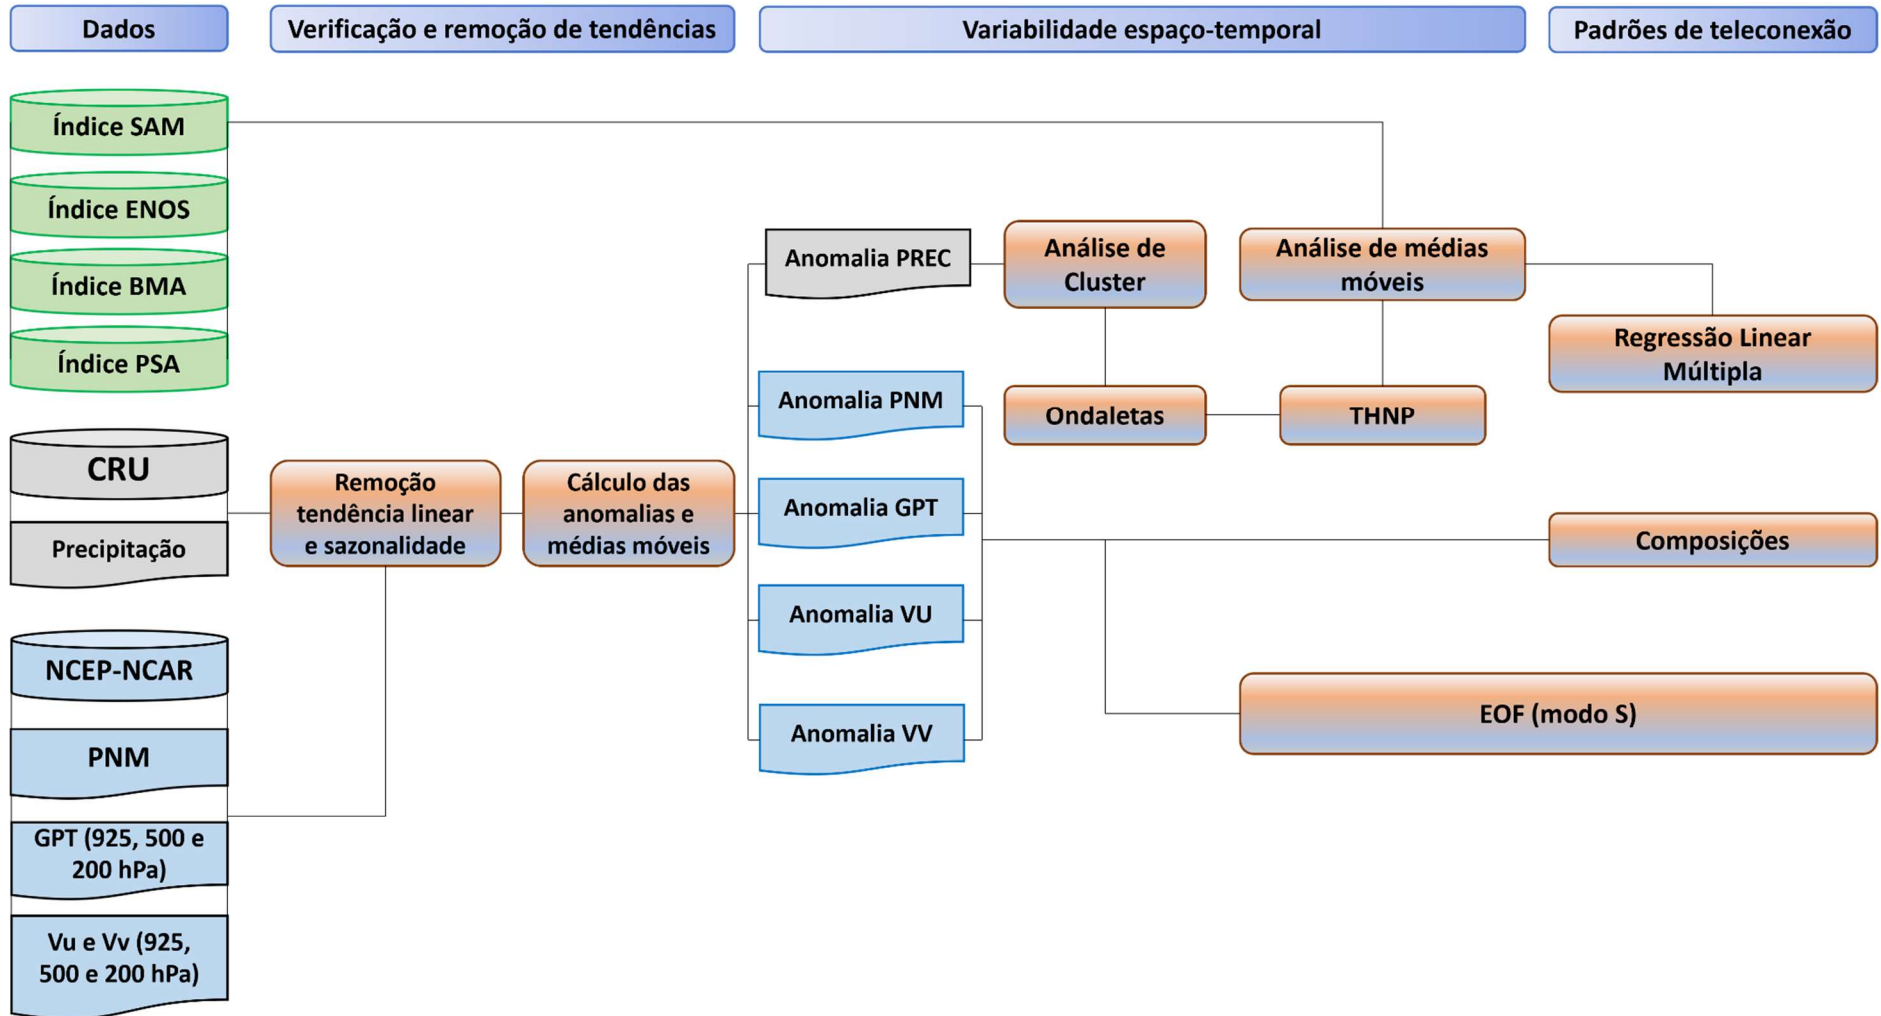 Dados
Verificação e remoção de tendências
Variabilidade espaço-temporal
Padrões de teleconexão
Índice SAM
Índice ENOS
Índice BMA
Índice PSA
CRU
Precipitação
NCEP-NCAR
PNM
GPT (925, 500 e
200 hPa)
Vu e Vv (925,
500 e 200 hPa)
Remoção
tendência linear
e sazonalidade
Cálculo das
anomalias e
médias móveis
Anomalia PREC
Anomalia PNM
Anomalia GPT
Anomalia VU
Anomalia VV
Análise de
Cluster
Ondaletas
Análise de médias
móveis
THNP
Regressão Linear
Múltipla
Composições
EOF (modo S)